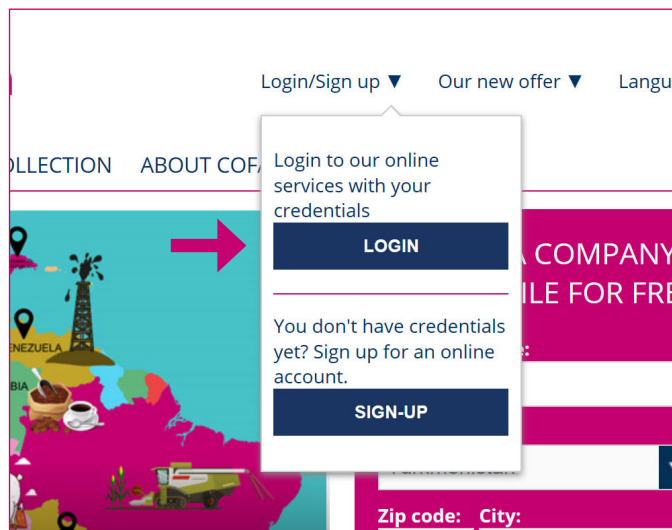 Login/Sign up ▼ Our new offer ▼ Langu
OLLECTION ABOUT COFA
Login to our online
services with your
credentials
LOGIN
A COMPANY
ILE FOR FRE
You don't have credentials
yet? Sign up for an online
account.
SIGN-UP
ENEZUELA
BIA
e:
Zip code: City: